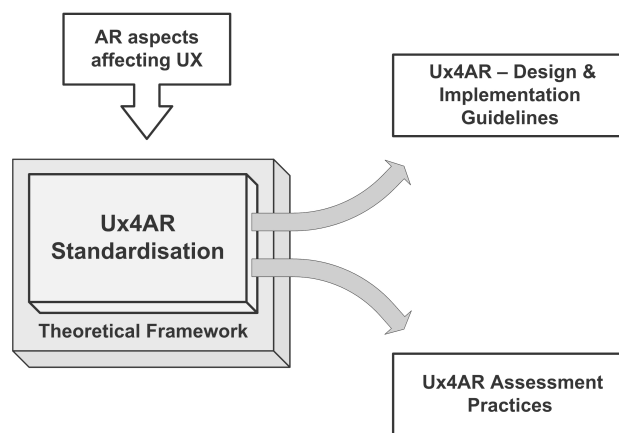 AR aspects
affecting UX
Ux4AR – Design &
Implementation
Guidelines
Ux4AR
Standardisation
Theoretical Framework
Ux4AR Assessment
Practices